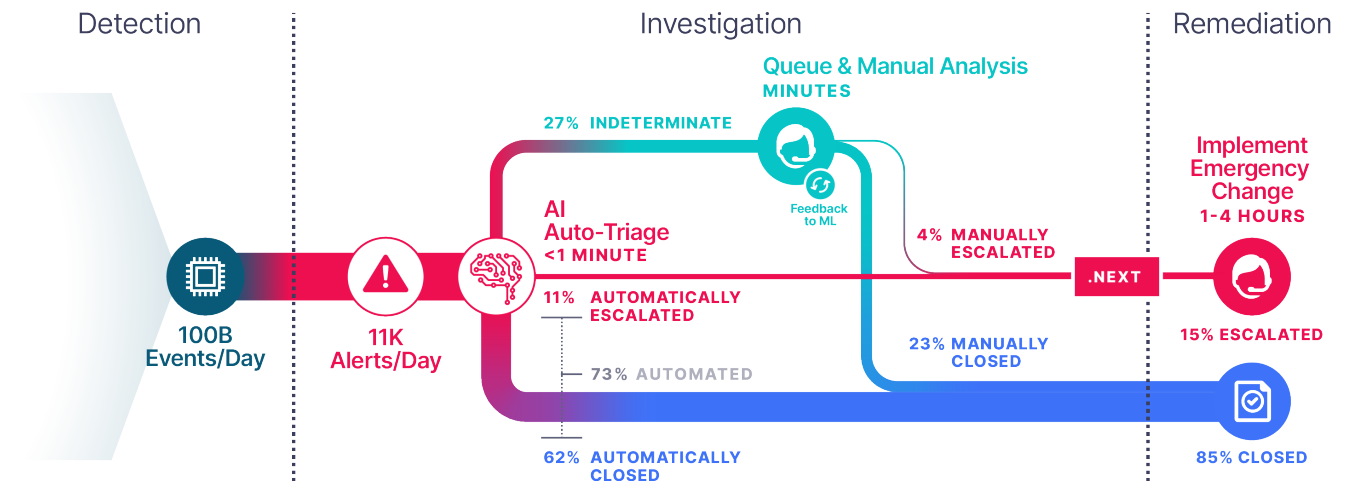 Detection
Investigation
Remediation
Queue & Manual Analysis
MINUTES
27% INDETERMINATE
Feedback
to ML
AI
Auto-Triage
<1 MINUTE
Implement
Emergency
Change
1-4 HOURS
4% MANUALLY
ESCALATED
.NEXT
11% AUTOMATICALLY
ESCALATED
100B
Events/Day
11K
Alerts/Day
15% ESCALATED
23% MANUALLY
CLOSED
73% AUTOMATED
62% AUTOMATICALLY
CLOSED
85% CLOSED